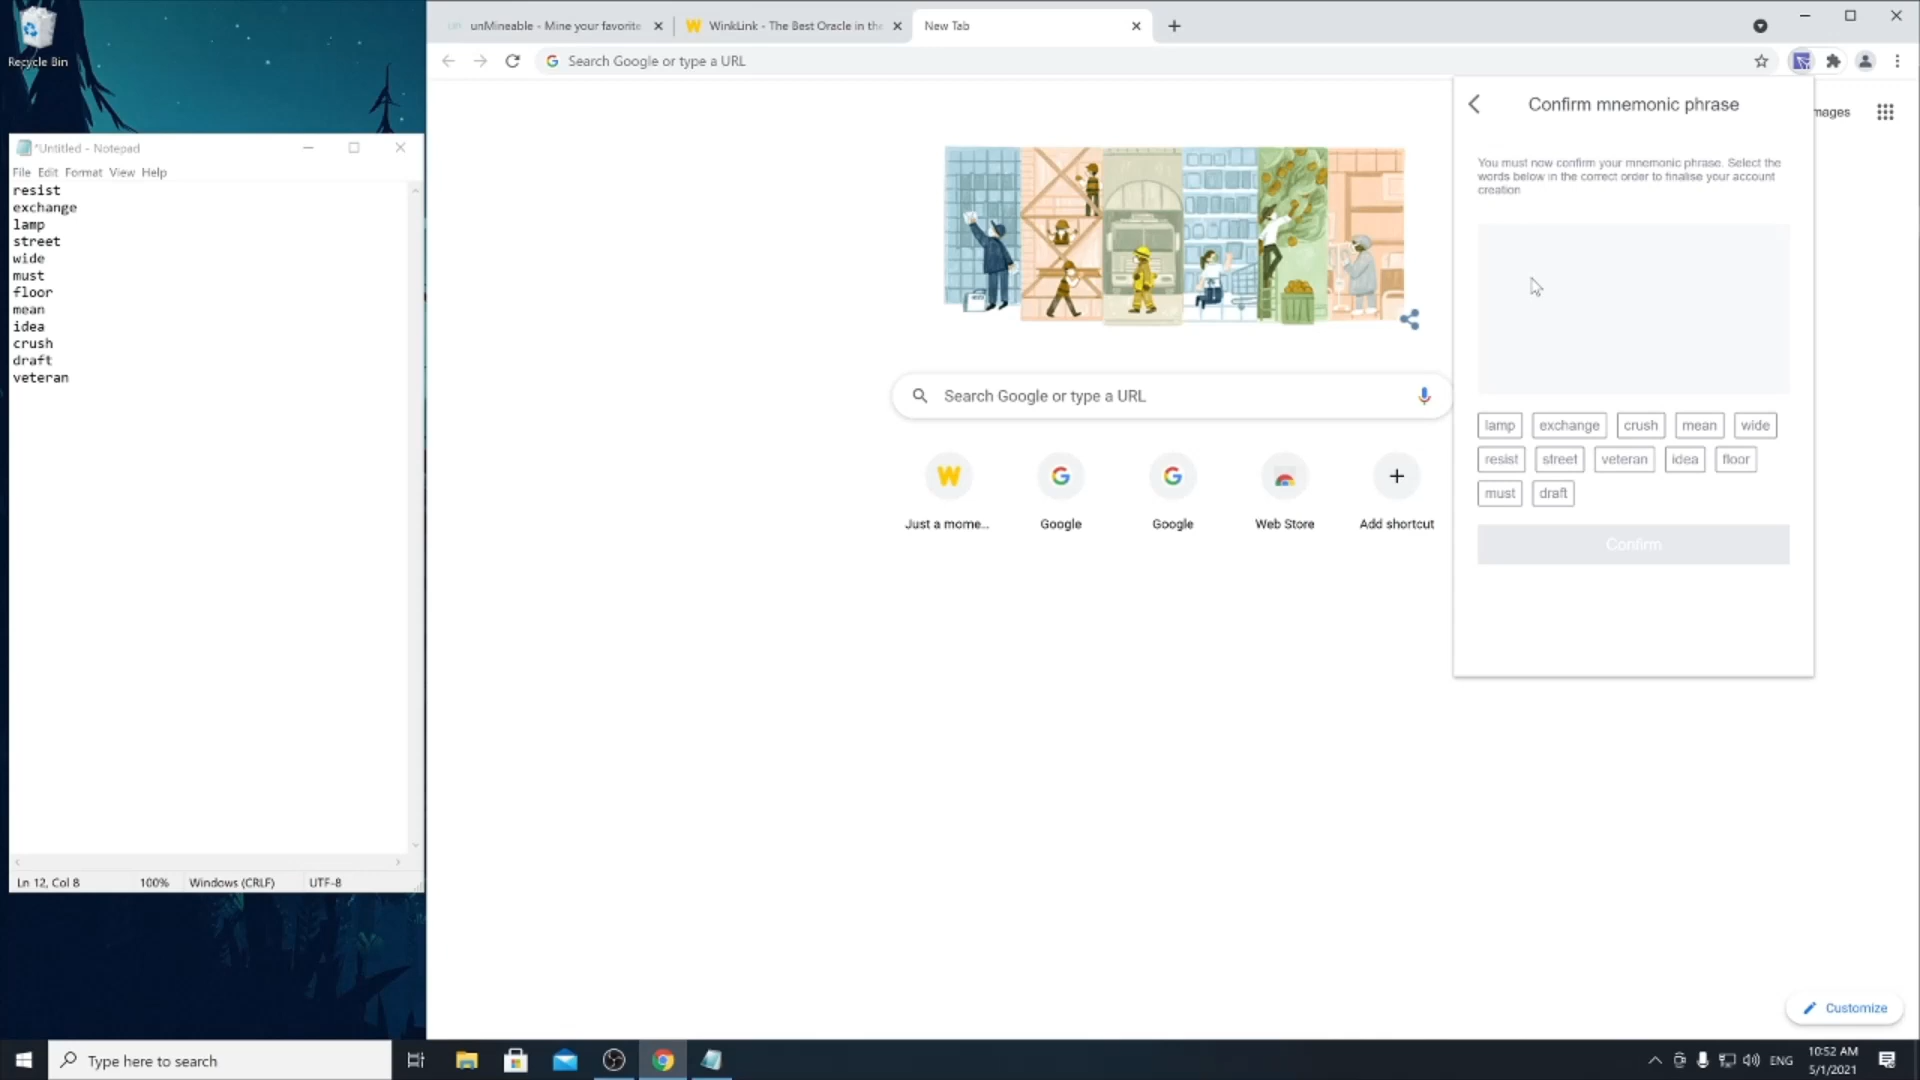 Recycle Bin
*Untitled - Notepad
File Edit Format View Help
resist
exchange
lamp
street
wide
must
floor
mean
idea
crush
draft
veteran
Ln 12, Col 8 100% Windows (CRLF) UTF-8
unMineable - Mine your favorite
WinkLink - The Best Oracle in the
New Tab
Search Google or type a URL
mages
Search Google or type a URL
Just a mome...
Google
Google
Web Store
Add shortcut
Confirm mnemonic phrase
You must now confirm your mnemonic phrase. Select the
words below in the correct order to finalise your account
creation
lamp exchange crush mean wide
resist street veteran idea floor
must draft
Confirm
Customize
Type here to search
ENG
10:52 AM
5/1/2021